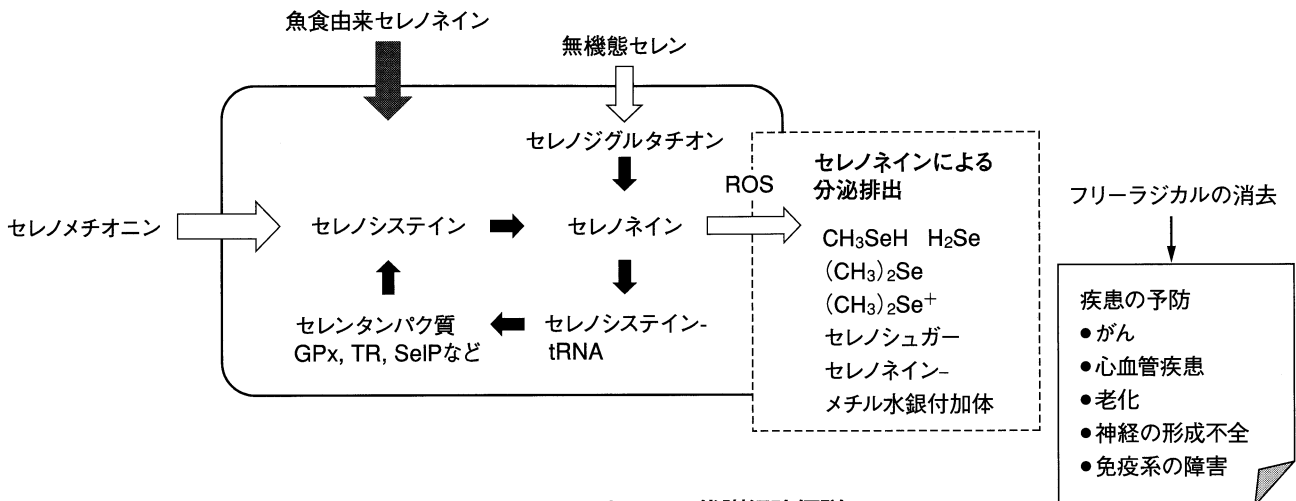 魚食由来セレノネイン
無機態セレン
セレノジグルタチオン
ROS
セレノネインによる
分泌排出
フリーラジカルの消去
セレノメチオニン
セレノシステイン
セレノネイン
CH₃SeH H₂Se
(CH₃)₂Se
(CH₃)₂Se⁺
セレノシュガー
セレノネイン–
メチル水銀付加体
セレンタンパク質
GPx, TR, SelPなど
セレノシステイン-
tRNA
疾患の予防
●がん
●心血管疾患
●老化
●神経の形成不全
●免疫系の障害